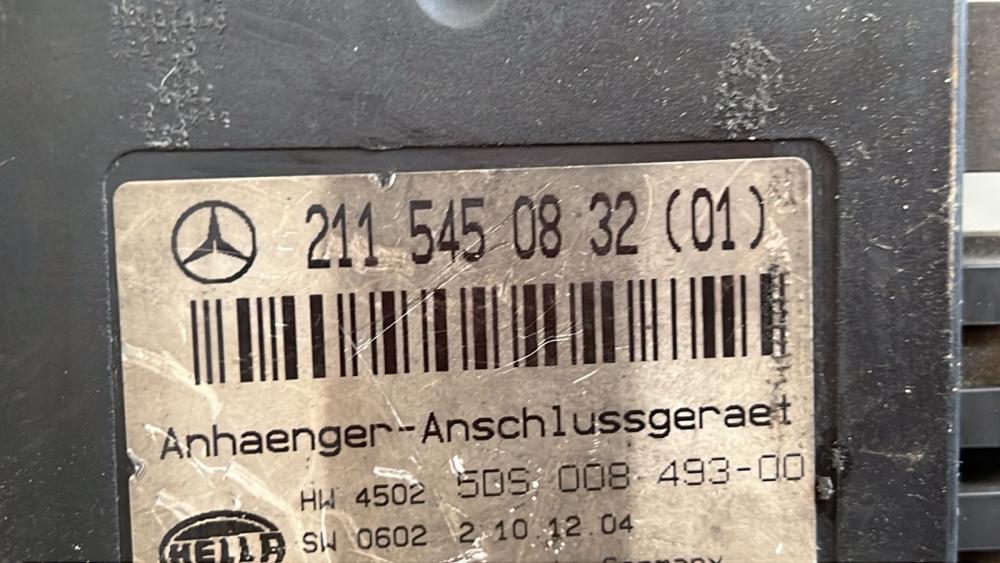 211 545 08 32 (01)
Anhaenger-Anschlussgeraet
HW 4502 5DS 008 493-00
SW 0602 2 10.12.04
HELLA
Germany